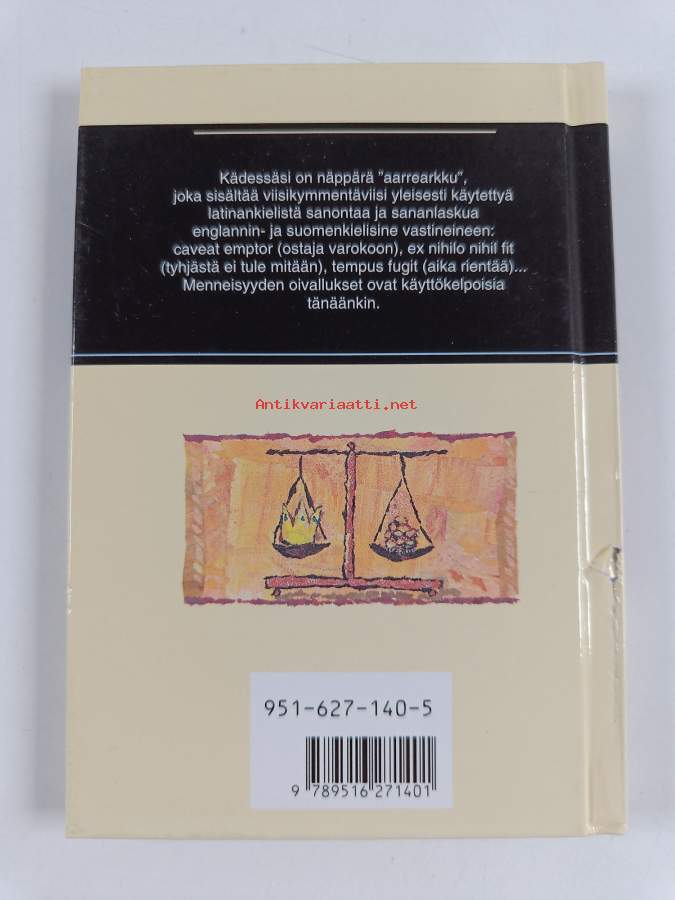 Kädessäsi on näppärä "aarrearkku",
joka sisältää viisikymmentäviisi yleisesti käytettyä
latinankielistä sanontaa ja sananlaskua
englannin- ja suomenkielisine vastineineen:
caveat emptor (ostaja varokoon), ex nihilo nihil fit
(tyhjästä ei tule mitään), tempus fugit (aika rientää)...
Menneisyyden oivallukset ovat käyttökelpoisia
tänäänkin.
Antikvariaatti.net
951-627-140-5
9 789516 271401